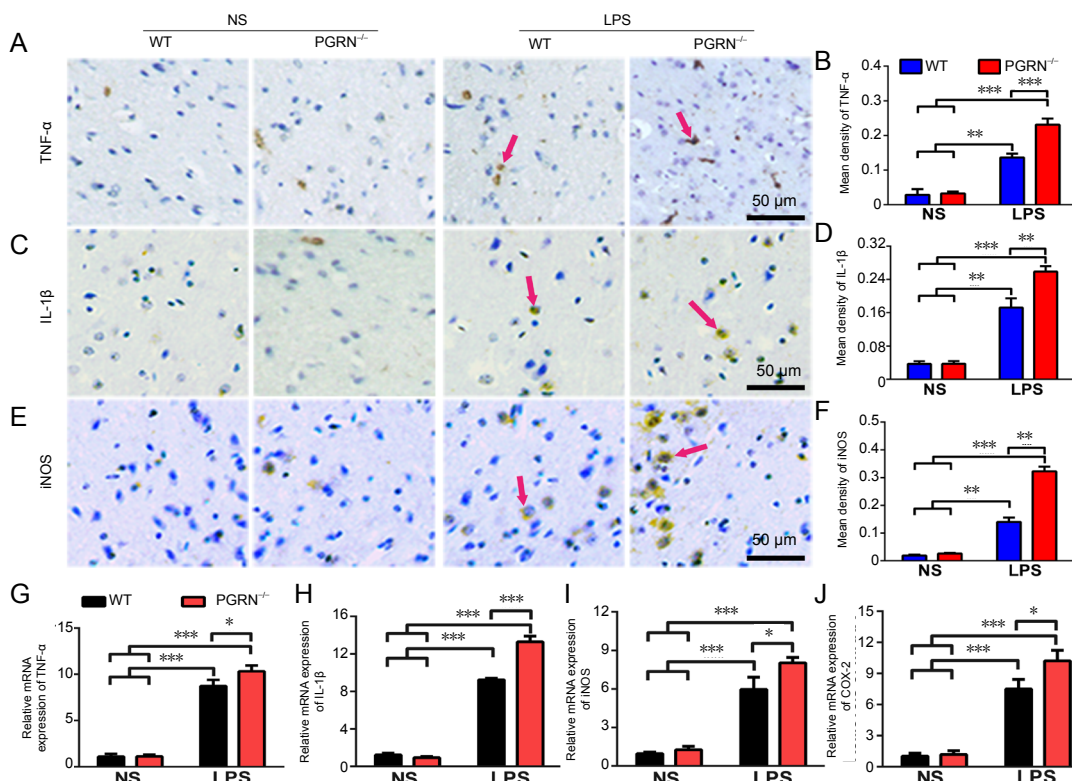 NS
LPS
WT
PGRN⁻/⁻
WT
PGRN⁻/⁻
A
TNF-α
50 μm
B
WT
PGRN⁻/⁻
Mean density of TNF-α
0.4
0.3
0.2
0.1
0
***
***
**
NS
LPS
C
IL-1β
50 μm
D
Mean density of IL-1β
0.32
0.24
0.16
0.08
0
**
***
**
NS
LPS
E
iNOS
50 μm
F
Mean density of iNOS
0.5
0.4
0.3
0.2
0.1
0
**
***
**
NS
LPS
G
WT
PGRN⁻/⁻
Relative mRNA
expression of TNF-α
15
10
5
0
*
***
***
NS
LPS
H
Relative mRNA expression
of IL-1β
16
12
8
4
0
***
***
***
NS
LPS
I
Relative mRNA expression
of iNOS
12
9
6
3
0
***
*
***
NS
LPS
J
Relative mRNA expression
of COX-2
15
12
9
6
3
0
*
***
***
NS
LPS